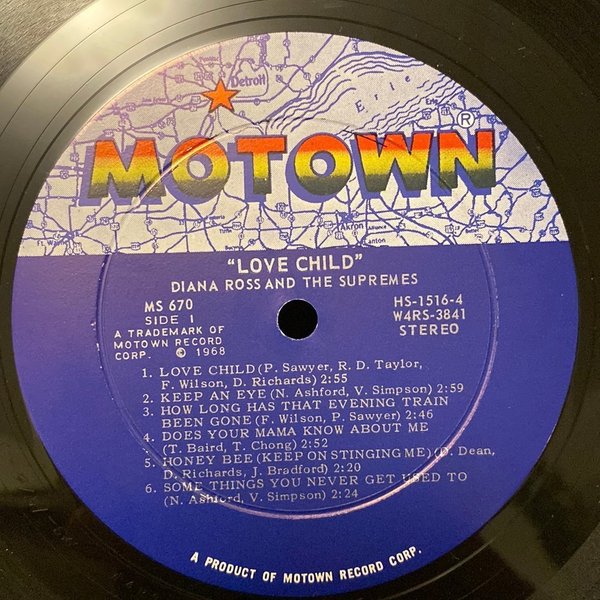 Detroit
Erie
Erie
MOTOWN®
Akron
Alliance
Canton
"LOVE CHILD"
DIANA ROSS AND THE SUPREMES
MS 670
SIDE 1
HS-1516-4
W4RS-3841
STEREO
A TRADEMARK OF
MOTOWN RECORD
CORP. © 1968
1. LOVE CHILD (P. Sawyer, R. D. Taylor,
F. Wilson, D. Richards) 2:55
2. KEEP AN EYE (N. Ashford, V. Simpson) 2:59
3. HOW LONG HAS THAT EVENING TRAIN
BEEN GONE (F. Wilson, P. Sawyer) 2:46
4. DOES YOUR MAMA KNOW ABOUT ME
(T. Baird, T. Chong) 2:52
5. HONEY BEE (KEEP ON STINGING ME) (D. Dean,
D. Richards, J. Bradford) 2:20
6. SOME THINGS YOU NEVER GET USED TO
(N. Ashford, V. Simpson) 2:24
A PRODUCT OF MOTOWN RECORD CORP.